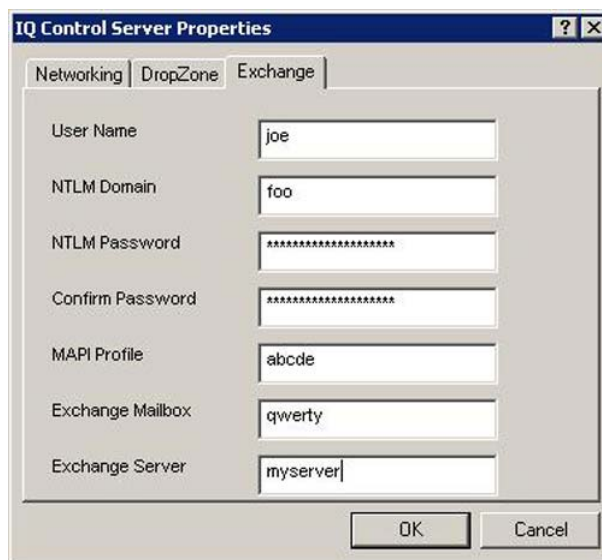 IQ Control Server Properties ? X
Networking DropZone Exchange
User Name joe
NTLM Domain foo
NTLM Password ********************
Confirm Password ********************
MAPI Profile abcde
Exchange Mailbox qwerty
Exchange Server myserver
OK Cancel